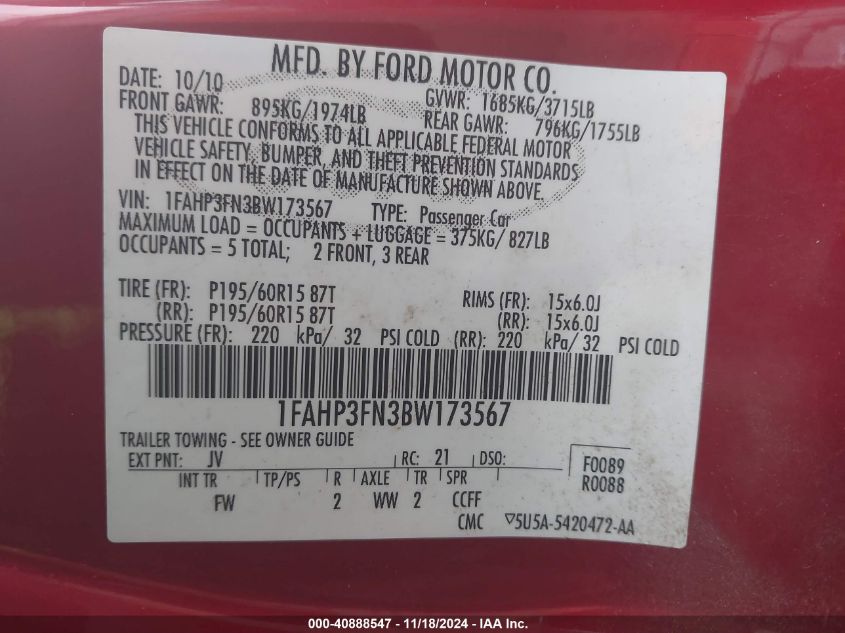 MFD. BY FORD MOTOR CO.
DATE: 10/10 GVWR: 1685KG/3715LB
FRONT GAWR: 895KG/1974LB REAR GAWR: 796KG/1755LB
THIS VEHICLE CONFORMS TO ALL APPLICABLE FEDERAL MOTOR
VEHICLE SAFETY, BUMPER, AND THEFT PREVENTION STANDARDS
IN EFFECT ON THE DATE OF MANUFACTURE SHOWN ABOVE.
VIN: 1FAHP3FN3BW173567 TYPE: Passenger Car
MAXIMUM LOAD = OCCUPANTS + LUGGAGE = 375KG/ 827LB
OCCUPANTS = 5 TOTAL; 2 FRONT, 3 REAR
TIRE (FR): P195/60R15 87T RIMS (FR): 15x6.0J
(RR): P195/60R15 87T (RR): 15x6.0J
PRESSURE (FR): 220 kPa/ 32 PSI COLD (RR): 220 kPa/ 32 PSI COLD
1FAHP3FN3BW173567
TRAILER TOWING - SEE OWNER GUIDE
EXT PNT: JV RC: 21 DSO: F0089
INT TR TP/PS R AXLE TR SPR R0088
FW 2 WW 2 CCFF
CMC ▽5U5A-5420472-AA
000-40888547 - 11/18/2024 - IAA, Inc.